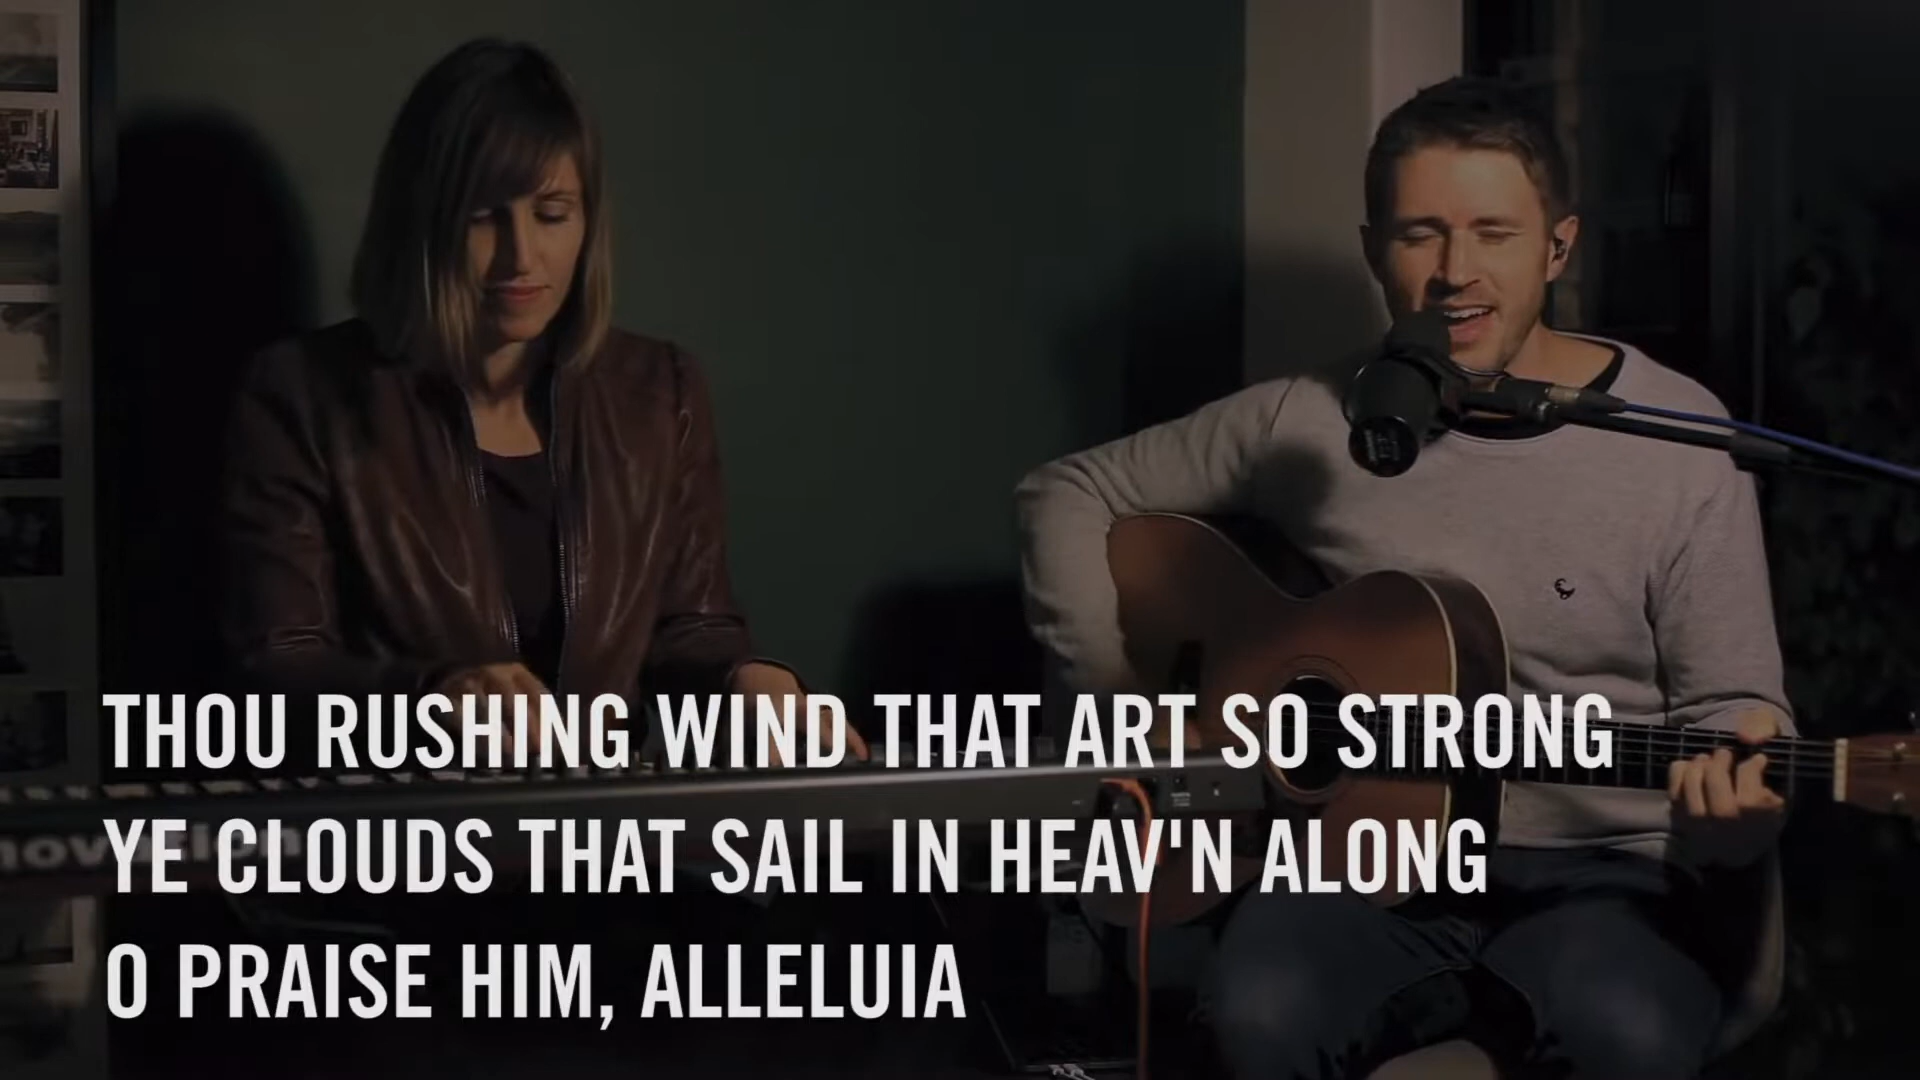 THOU RUSHING WIND THAT ART SO STRONG
YE CLOUDS THAT SAIL IN HEAV'N ALONG
O PRAISE HIM, ALLELUIA